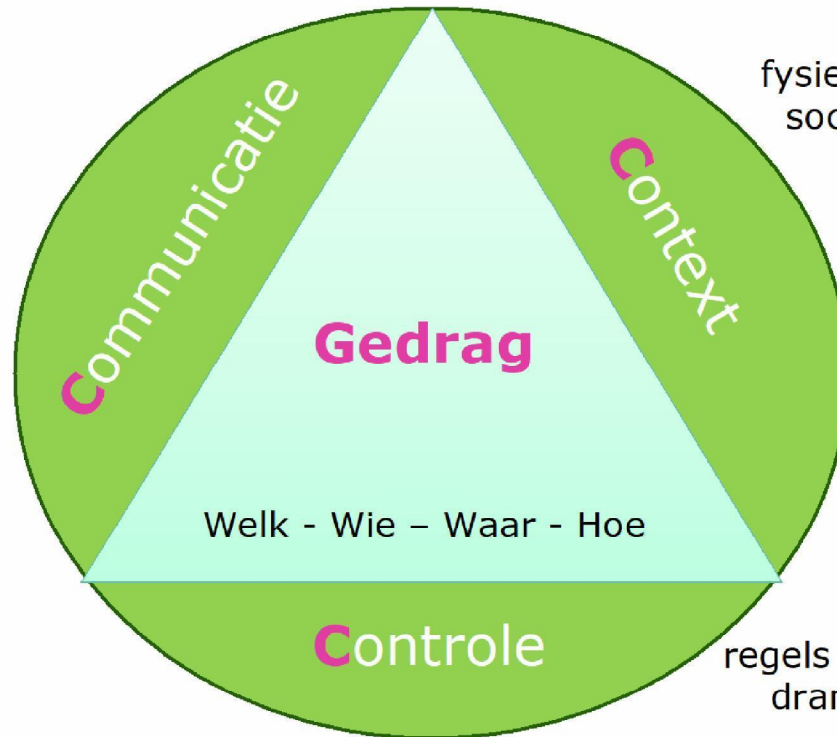 Communicatie
Context
Gedrag
Welk - Wie – Waar - Hoe
Controle
regels